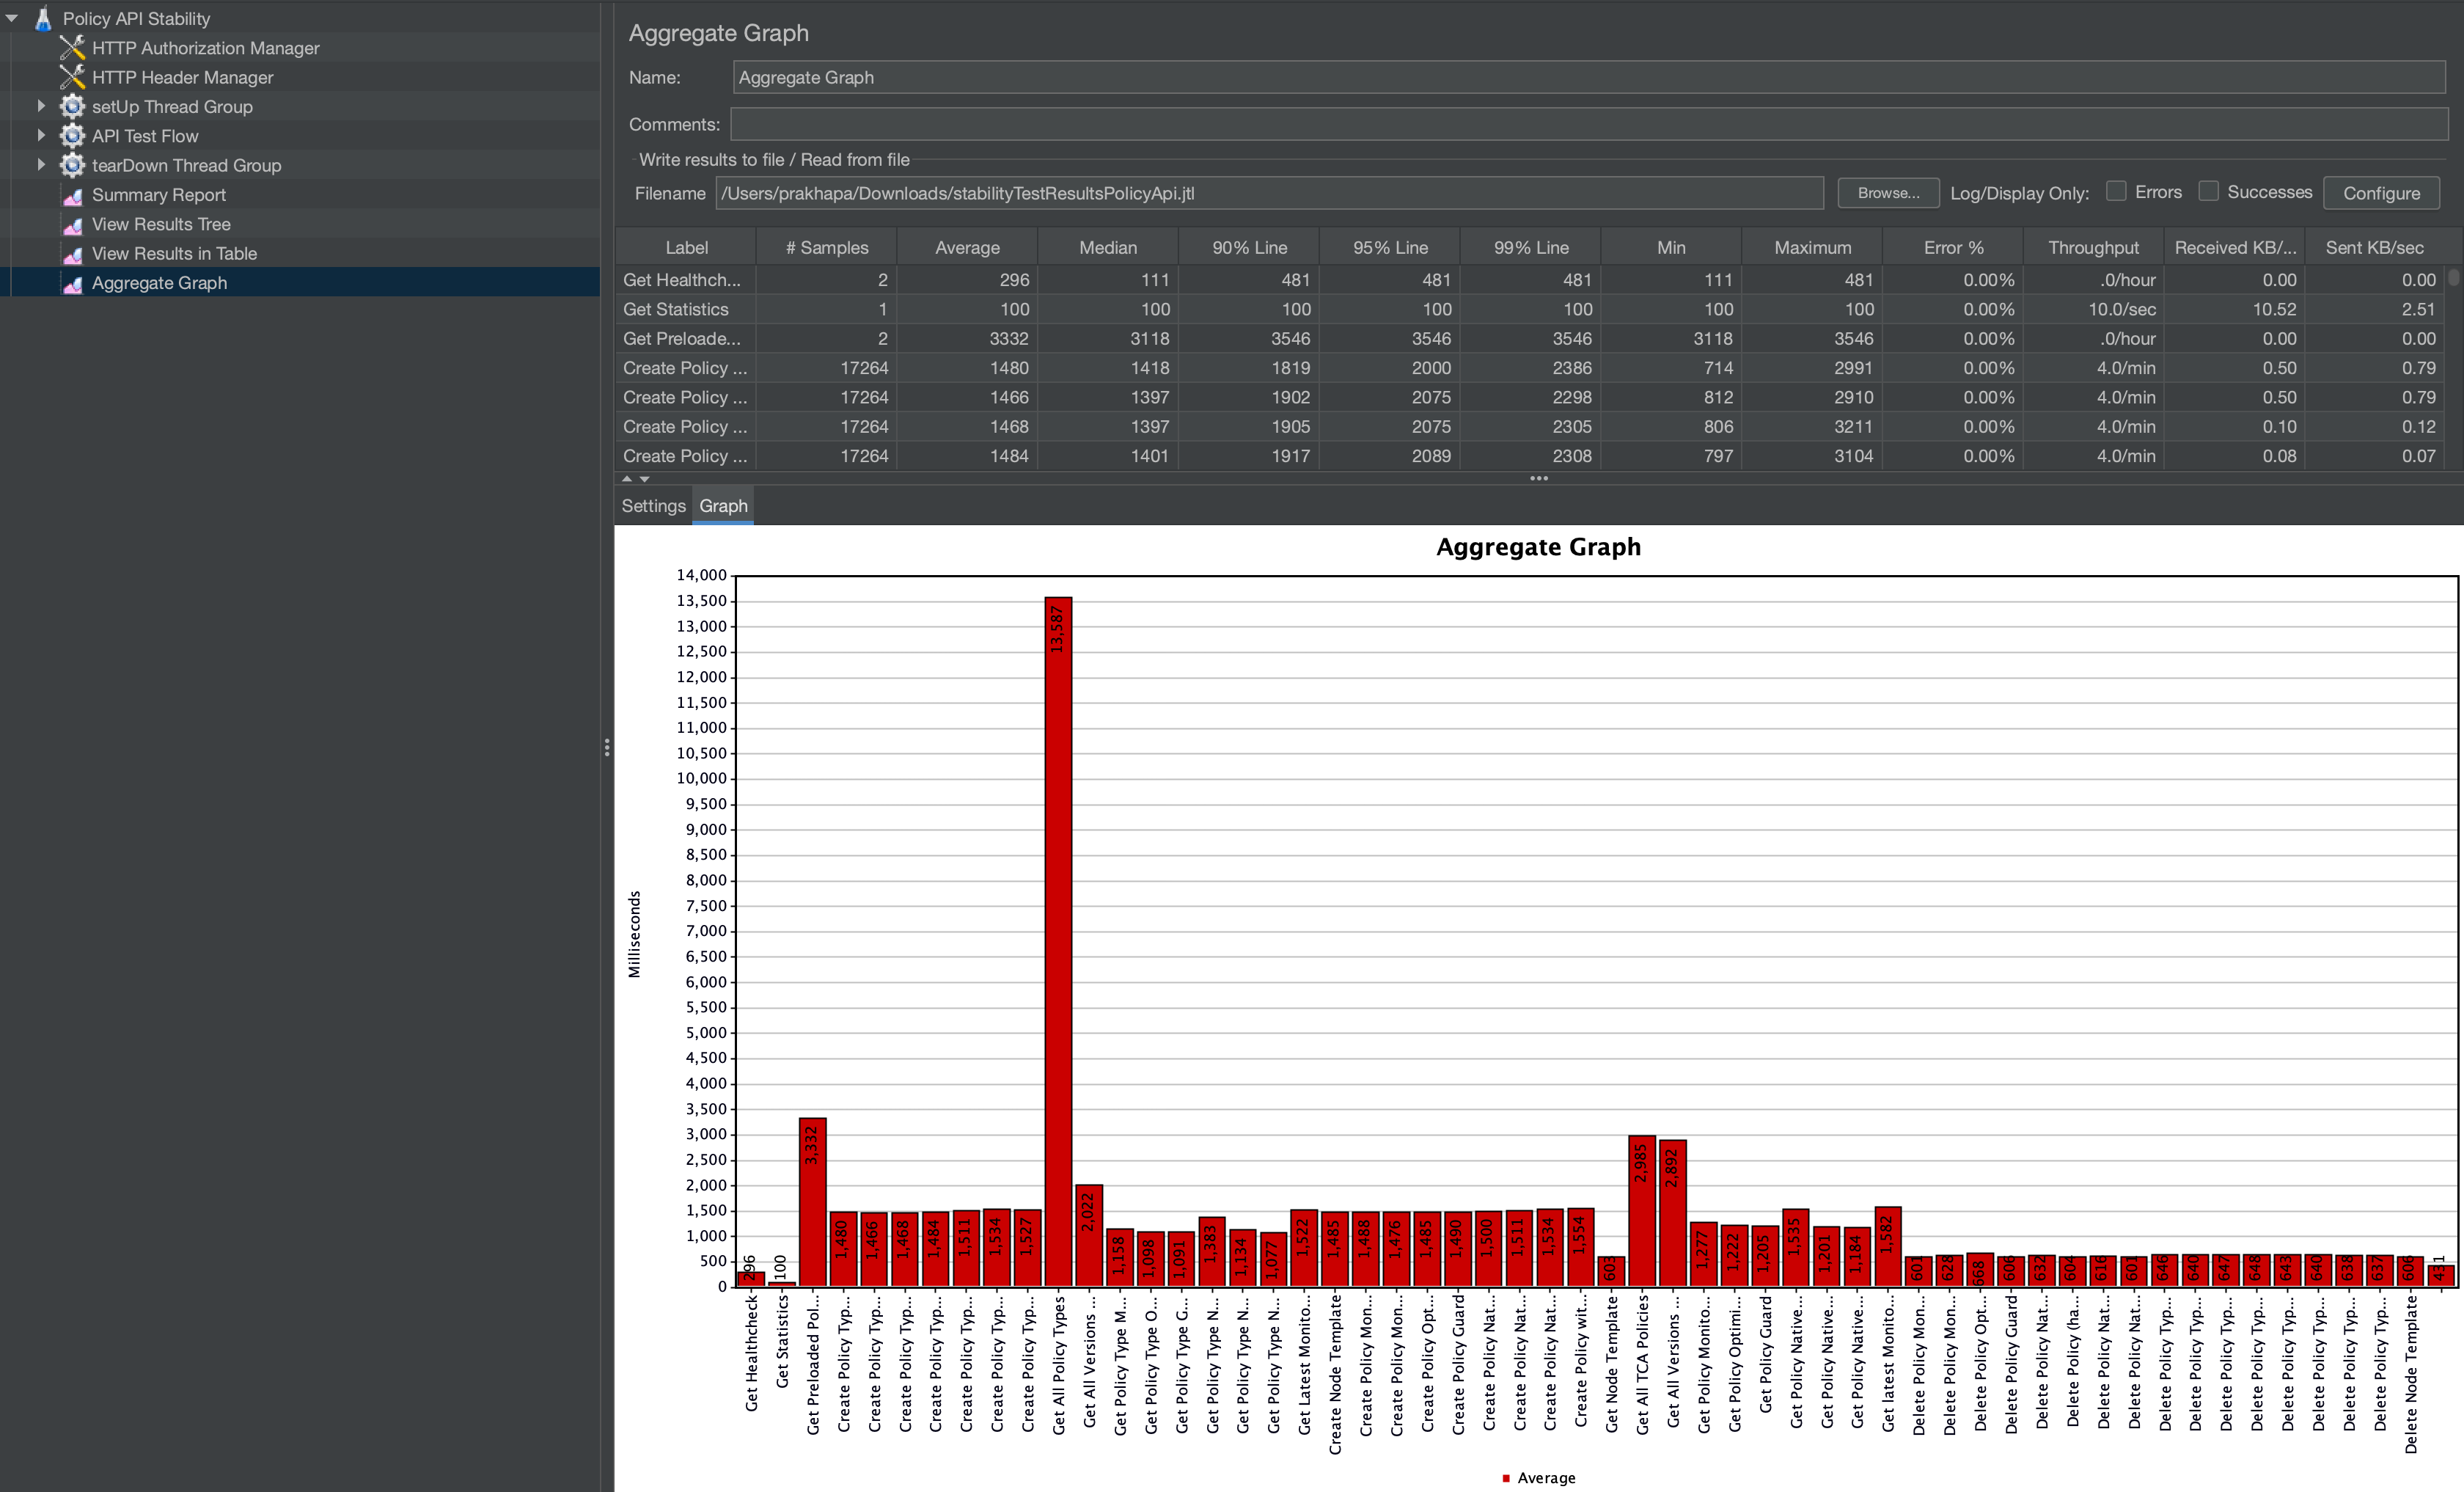 Policy API Stability
HTTP Authorization Manager
HTTP Header Manager
setUp Thread Group
API Test Flow
tearDown Thread Group
Summary Report
View Results Tree
View Results in Table
Aggregate Graph
Aggregate Graph
Name: Aggregate Graph
Comments:
Write results to file / Read from file
Filename /Users/prakhapa/Downloads/stabilityTestResultsPolicyApi.jtl Browse... Log/Display Only: Errors Successes Configure
Label # Samples Average Median 90% Line 95% Line 99% Line Min Maximum Error % Throughput Received KB/... Sent KB/sec
Get Healthch... 2 296 111 481 481 481 111 481 0.00% .0/hour 0.00 0.00
Get Statistics 1 100 100 100 100 100 100 100 0.00% 10.0/sec 10.52 2.51
Get Preloade... 2 3332 3118 3546 3546 3546 3118 3546 0.00% .0/hour 0.00 0.00
Create Policy ... 17264 1480 1418 1819 2000 2386 714 2991 0.00% 4.0/min 0.50 0.79
Create Policy ... 17264 1466 1397 1902 2075 2298 812 2910 0.00% 4.0/min 0.50 0.79
Create Policy ... 17264 1468 1397 1905 2075 2305 806 3211 0.00% 4.0/min 0.10 0.12
Create Policy ... 17264 1484 1401 1917 2089 2308 797 3104 0.00% 4.0/min 0.08 0.07
Settings Graph
Aggregate Graph
Milliseconds
14,000
13,500
13,000
12,500
12,000
11,500
11,000
10,500
10,000
9,500
9,000
8,500
8,000
7,500
7,000
6,500
6,000
5,500
5,000
4,500
4,000
3,500
3,000
2,500
2,000
1,500
1,000
500
0
296
100
3,332
1,480
1,466
1,468
1,484
1,511
1,534
1,527
13,587
2,022
1,158
1,098
1,091
1,383
1,134
1,077
1,522
1,485
1,488
1,476
1,485
1,490
1,500
1,511
1,534
1,554
603
2,985
2,892
1,277
1,222
1,205
1,535
1,201
1,184
1,582
601
628
668
606
632
604
616
601
646
640
647
648
643
640
638
637
606
431
Get Healthcheck
Get Statistics
Get Preloaded Pol...
Create Policy Typ...
Create Policy Typ...
Create Policy Typ...
Create Policy Typ...
Create Policy Typ...
Create Policy Typ...
Create Policy Typ...
Get All Policy Types
Get All Versions ...
Get Policy Type M...
Get Policy Type O...
Get Policy Type G...
Get Policy Type N...
Get Policy Type N...
Get Policy Type N...
Get Latest Monito...
Create Node Template
Create Policy Mon...
Create Policy Mon...
Create Policy Opt...
Create Policy Guard
Create Policy Nat...
Create Policy Nat...
Create Policy Nat...
Create Policy wit...
Get Node Template
Get All TCA Policies
Get All Versions ...
Get Policy Monito...
Get Policy Optimi...
Get Policy Guard
Get Policy Native...
Get Policy Native...
Get Policy Native...
Get latest Monito...
Delete Policy Mon...
Delete Policy Mon...
Delete Policy Opt...
Delete Policy Guard
Delete Policy Nat...
Delete Policy (ha...
Delete Policy Nat...
Delete Policy Nat...
Delete Policy Typ...
Delete Policy Typ...
Delete Policy Typ...
Delete Policy Typ...
Delete Policy Typ...
Delete Policy Typ...
Delete Policy Typ...
Delete Policy Typ...
Delete Node Template
Average